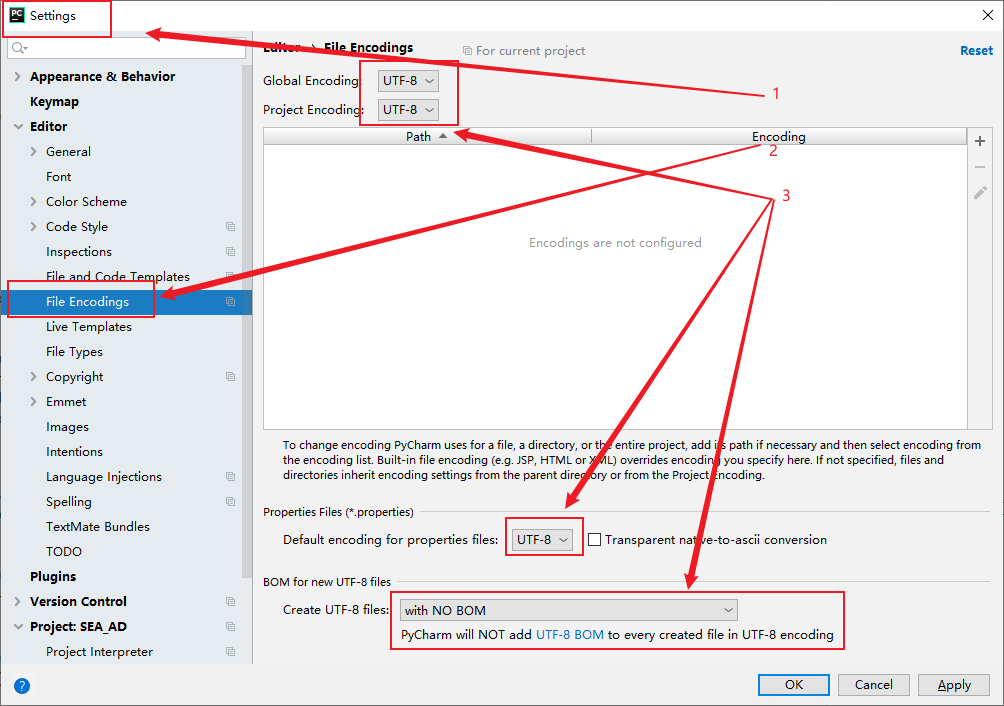 PC Settings
Editor › File Encodings
For current project
Reset
Appearance & Behavior
Keymap
Editor
General
Font
Color Scheme
Code Style
Inspections
File and Code Templates
File Encodings
Live Templates
File Types
Copyright
Emmet
Images
Intentions
Language Injections
Spelling
TextMate Bundles
TODO
Plugins
Version Control
Project: SEA_AD
Project Interpreter
Global Encoding: UTF-8
Project Encoding: UTF-8
1
Path Encoding
2
3
Encodings are not configured
To change encoding PyCharm uses for a file, a directory, or the entire project, add its path if necessary and then select encoding from
the encoding list. Built-in file encoding (e.g. JSP, HTML or XML) overrides encoding you specify here. If not specified, files and
directories inherit encoding settings from the parent directory or from the Project Encoding.
Properties Files (*.properties)
Default encoding for properties files: UTF-8 Transparent native-to-ascii conversion
BOM for new UTF-8 files
Create UTF-8 files: with NO BOM
PyCharm will NOT add UTF-8 BOM to every created file in UTF-8 encoding
?
OK Cancel Apply